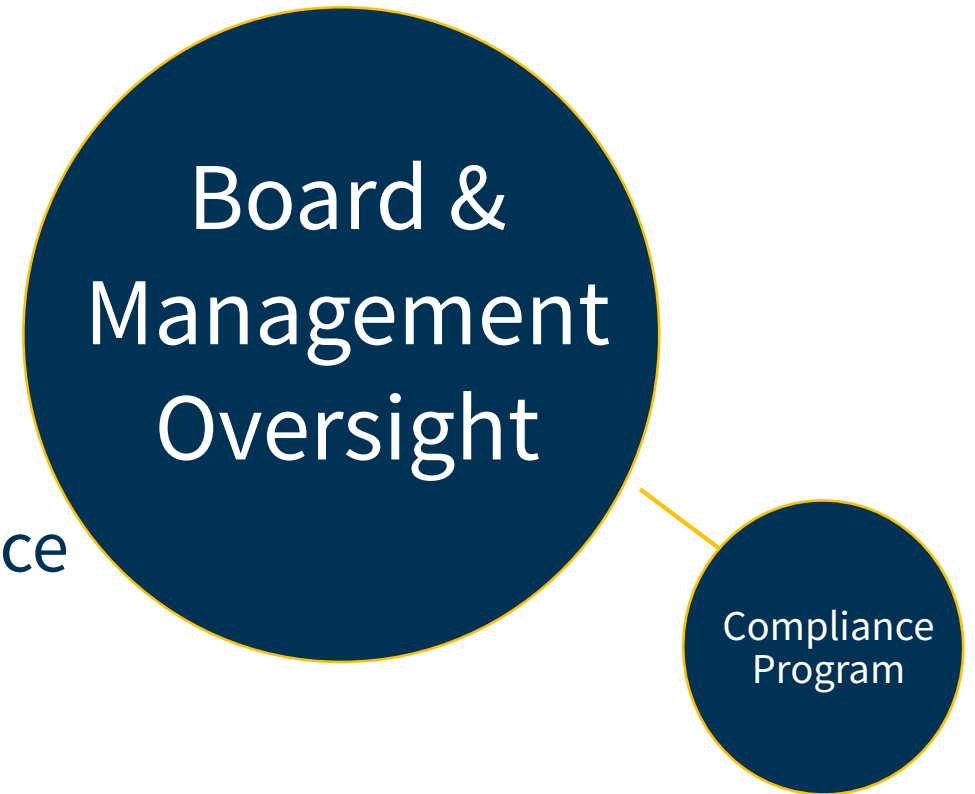 Board &
Management
Oversight
ce
Compliance
Program